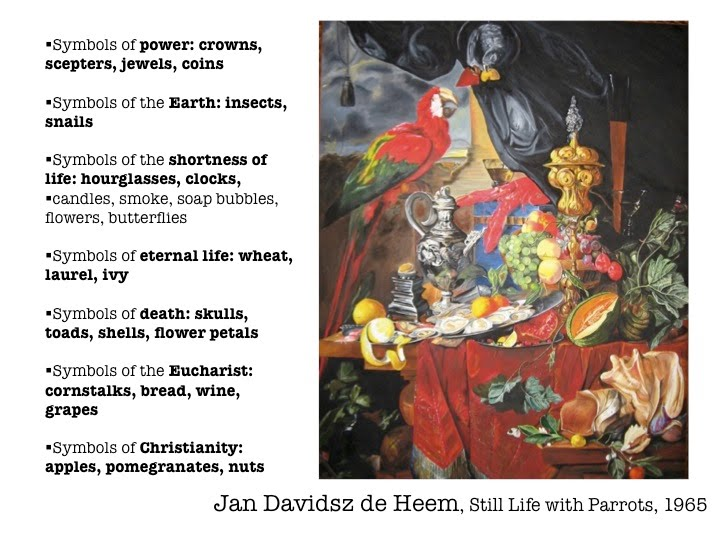 ▪Symbols of power: crowns,
scepters, jewels, coins
▪Symbols of the Earth: insects,
snails
▪Symbols of the shortness of
life: hourglasses, clocks,
▪candles, smoke, soap bubbles,
flowers, butterflies
▪Symbols of eternal life: wheat,
laurel, ivy
▪Symbols of death: skulls,
toads, shells, flower petals
▪Symbols of the Eucharist:
cornstalks, bread, wine,
grapes
▪Symbols of Christianity:
apples, pomegranates, nuts
Jan Davidsz de Heem, Still Life with Parrots, 1965